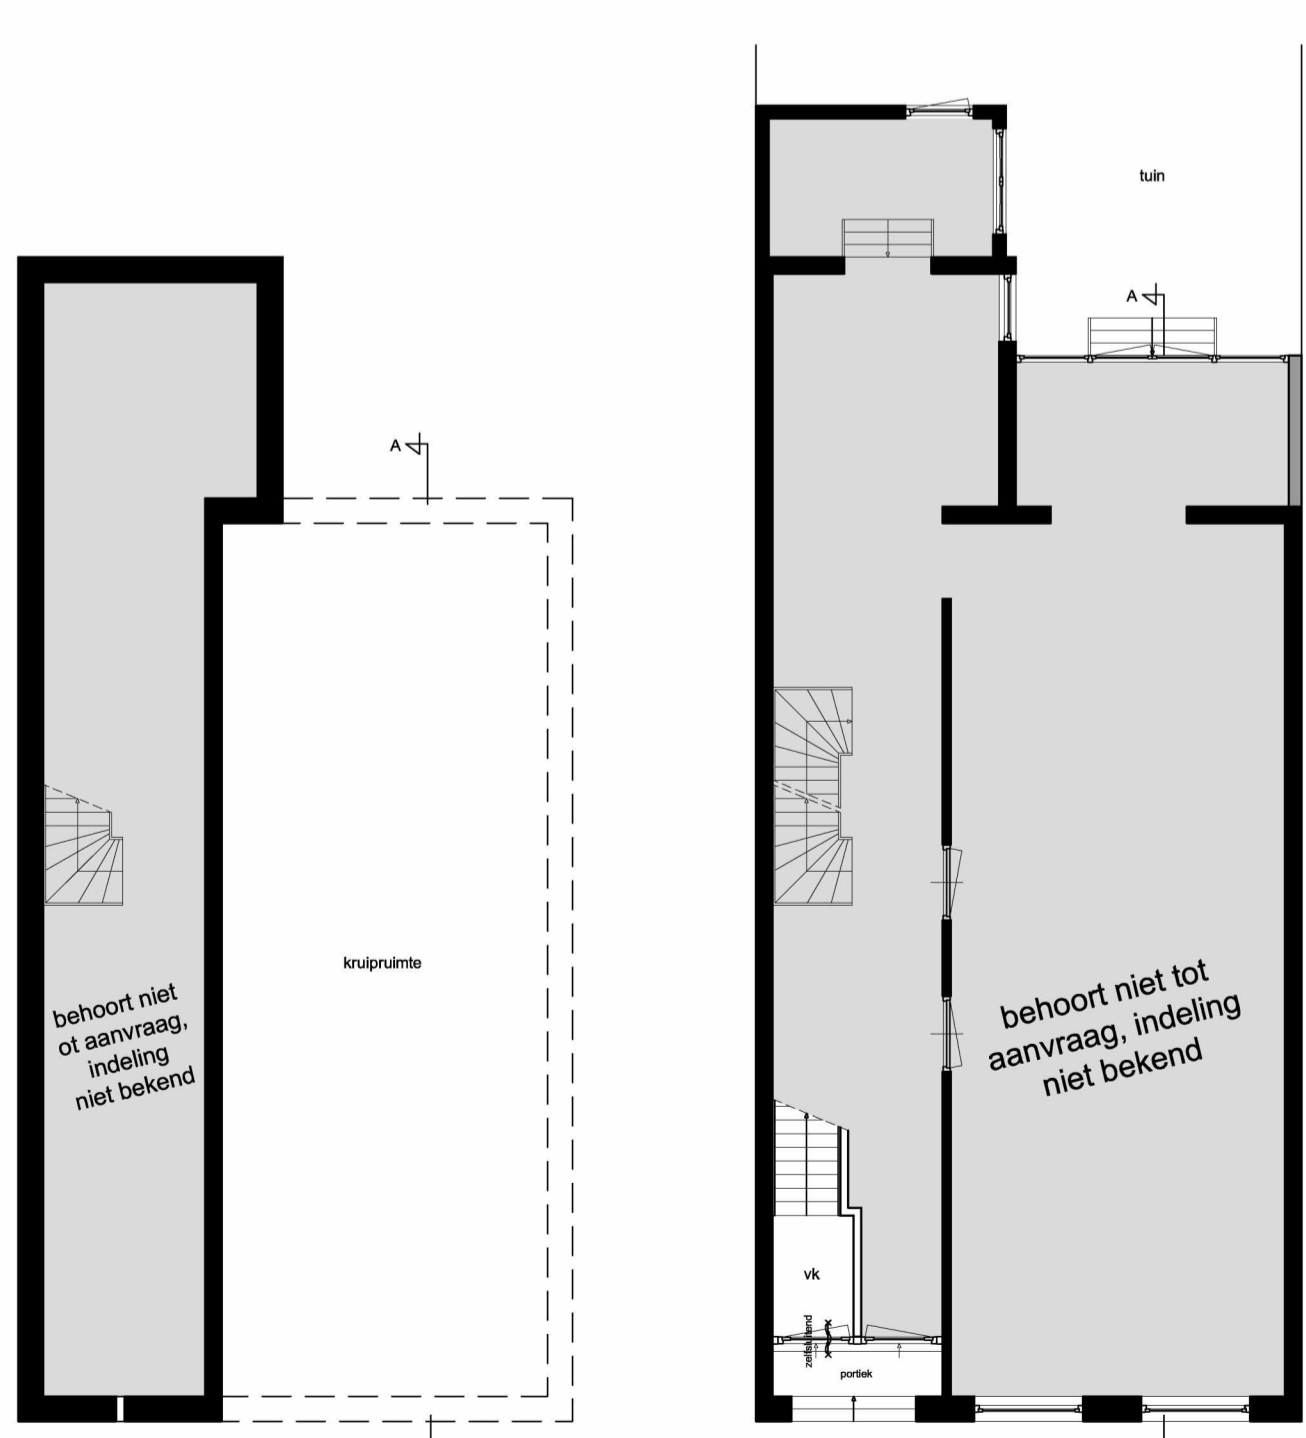 tuin
A
A
kruipruimte
behoort niet
ot aanvraag,
indeling
niet bekend
behoort niet tot
aanvraag, indeling
niet bekend
vk
zelfsluitend
portiek